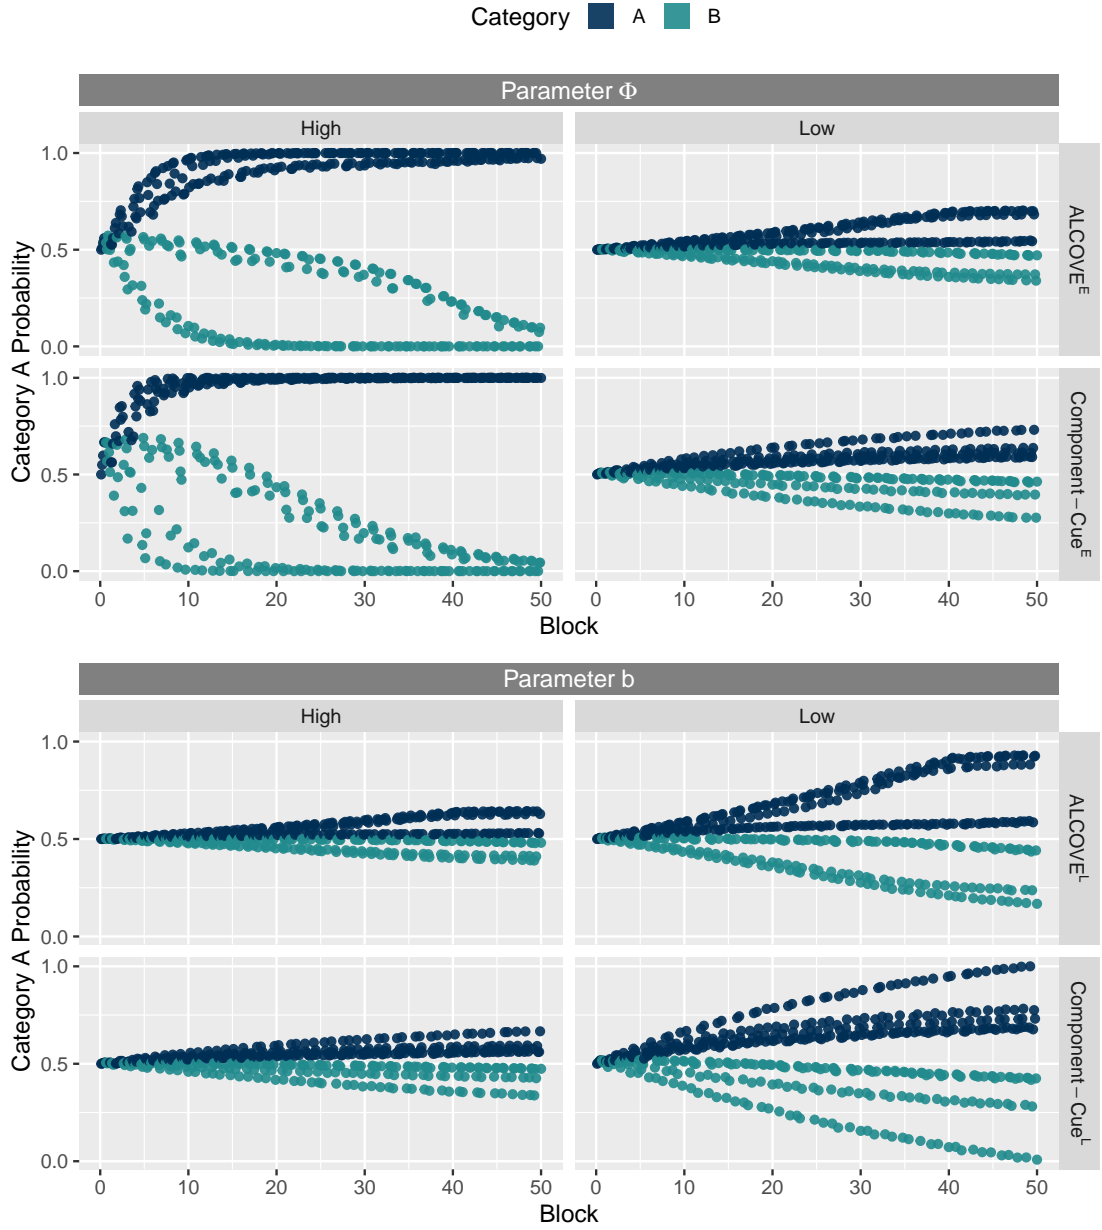 Category A B
Parameter Φ
High Low
1.0
0.5
0.0
ALCOVE^E
1.0
0.5
0.0
Component−Cue^E
Category A Probability
0 10 20 30 40 50 0 10 20 30 40 50
Block
Parameter b
High Low
1.0
0.5
0.0
ALCOVE^L
1.0
0.5
0.0
Component−Cue^L
Category A Probability
0 10 20 30 40 50 0 10 20 30 40 50
Block